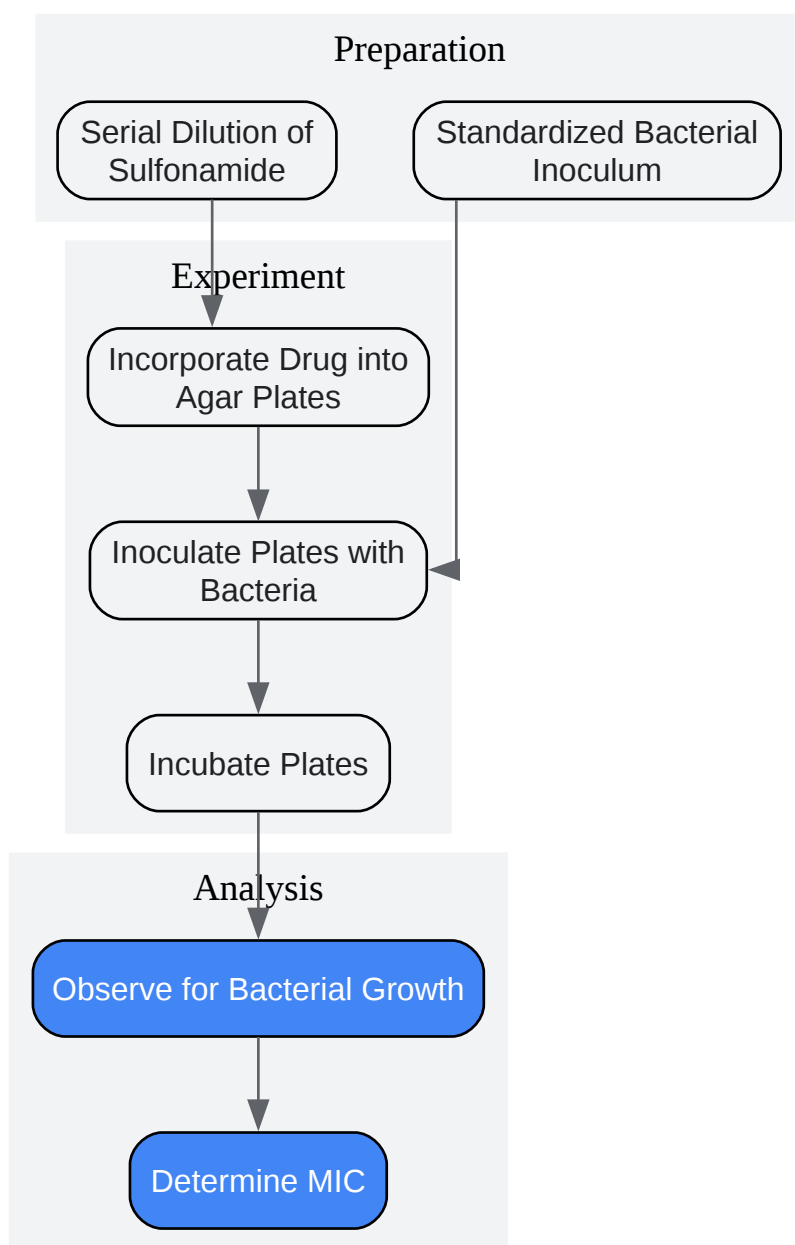 Preparation
Serial Dilution of
Sulfonamide
Standardized Bacterial
Inoculum
Experiment
Incorporate Drug into
Agar Plates
Inoculate Plates with
Bacteria
Incubate Plates
Analysis
Observe for Bacterial Growth
Determine MIC